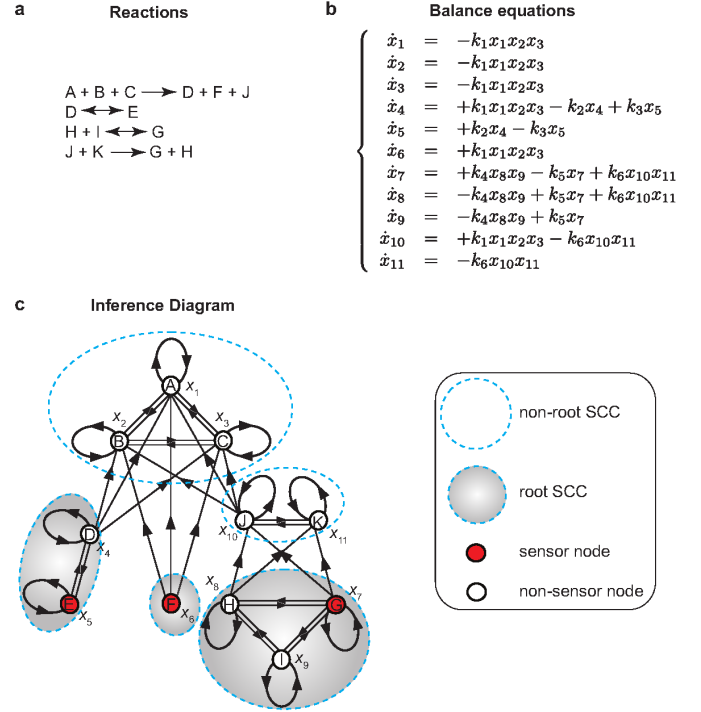 a Reactions
A + B + C → D + F + J
D ↔ E
H + I ↔ G
J + K → G + H
b Balance equations
ẋ₁ = −k₁x₁x₂x₃
ẋ₂ = −k₁x₁x₂x₃
ẋ₃ = −k₁x₁x₂x₃
ẋ₄ = +k₁x₁x₂x₃ − k₂x₄ + k₃x₅
ẋ₅ = +k₂x₄ − k₃x₅
ẋ₆ = +k₁x₁x₂x₃
ẋ₇ = +k₄x₈x₉ − k₅x₇ + k₆x₁₀x₁₁
ẋ₈ = −k₄x₈x₉ + k₅x₇ + k₆x₁₀x₁₁
ẋ₉ = −k₄x₈x₉ + k₅x₇
ẋ₁₀ = +k₁x₁x₂x₃ − k₆x₁₀x₁₁
ẋ₁₁ = −k₆x₁₀x₁₁
c Inference Diagram
A x₁
x₂ x₃
B C
J K
x₁₀ x₁₁
D
x₄
x₈ x₇
E F H G
x₅ x₆
I x₉
non-root SCC
root SCC
sensor node
non-sensor node